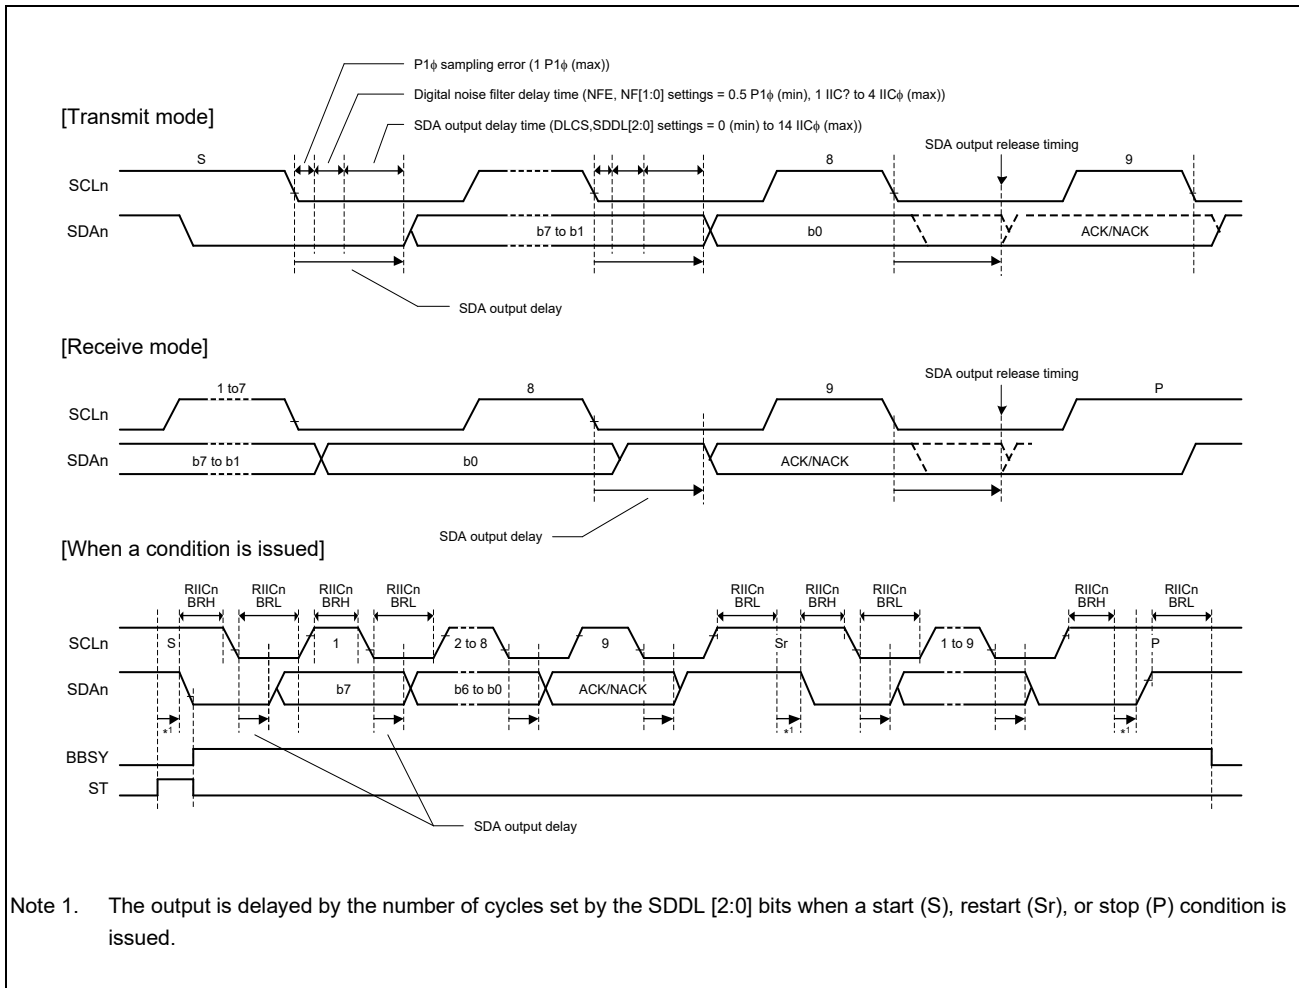 P1ϕ sampling error (1 P1ϕ (max))
Digital noise filter delay time (NFE, NF[1:0] settings = 0.5 P1ϕ (min), 1 IIC? to 4 IICϕ (max))
[Transmit mode]
SDA output delay time (DLCS,SDDL[2:0] settings = 0 (min) to 14 IICϕ (max))
SDA output release timing
S 8 9
SCLn
SDAn b7 to b1 b0 ACK/NACK
SDA output delay
[Receive mode]
SDA output release timing
1 to7 8 9 P
SCLn
SDAn b7 to b1 b0 ACK/NACK
SDA output delay
[When a condition is issued]
RIICn RIICn RIICn RIICn RIICn RIICn RIICn RIICn RIICn
BRH BRL BRH BRL BRL BRH BRL BRH BRL
SCLn S 1 2 to 8 9 Sr 1 to 9 P
SDAn b7 b6 to b0 ACK/NACK
*1 *1 *1
BBSY
ST
SDA output delay
Note 1. The output is delayed by the number of cycles set by the SDDL [2:0] bits when a start (S), restart (Sr), or stop (P) condition is
issued.